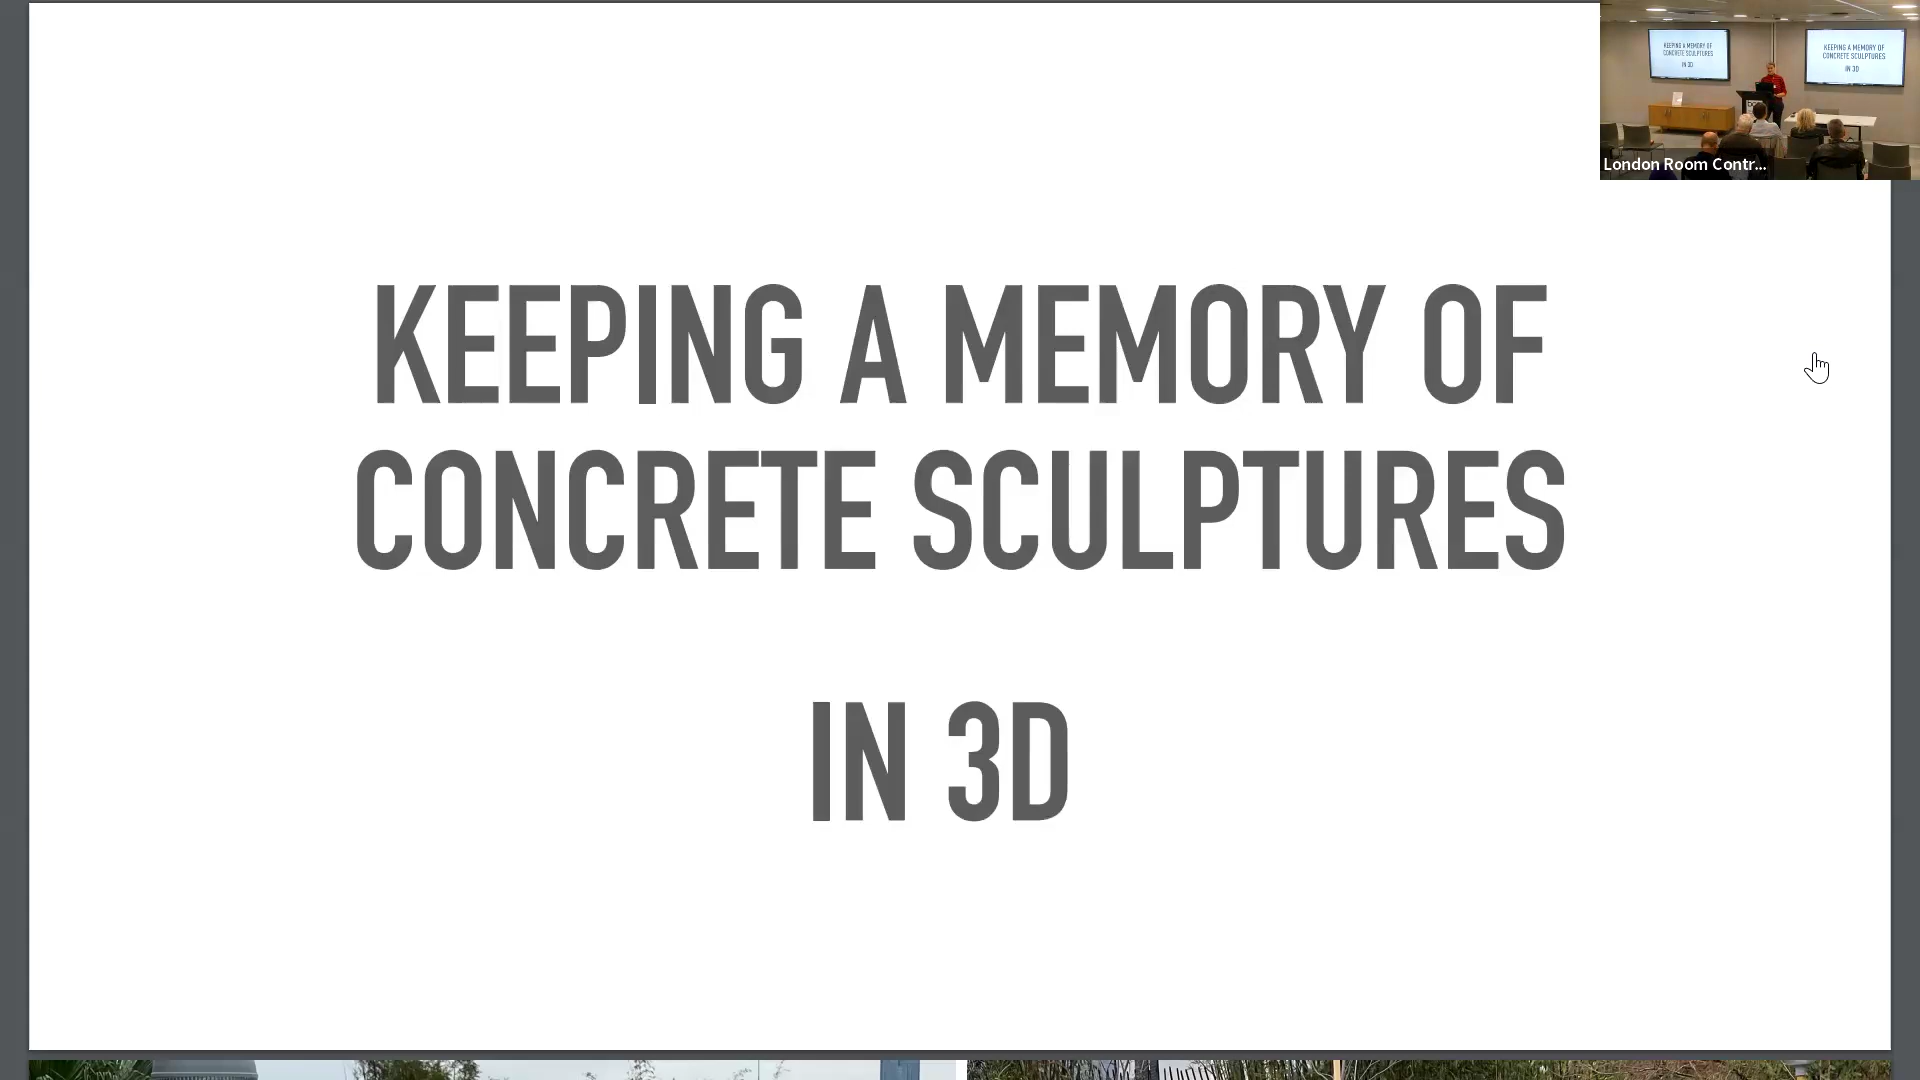 KEEPING A MEMORY OF
CONCRETE SCULPTURES
IN 3D
KEEPING A MEMORY OF
CONCRETE SCULPTURES
IN 3D
KEEPING A MEMORY OF
CONCRETE SCULPTURES
IN 3D
London Room Contr...